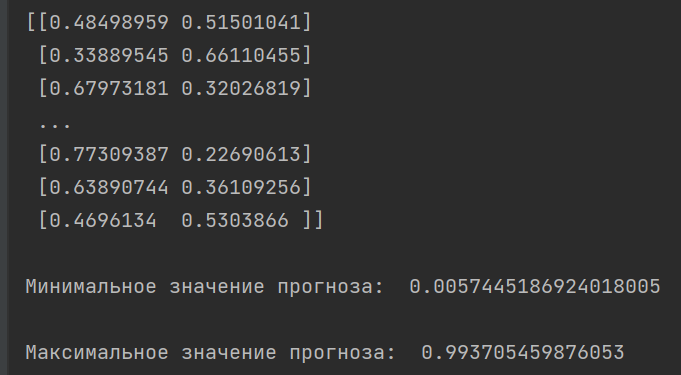 [[0.48498959 0.51501041]
 [0.33889545 0.66110455]
 [0.67973181 0.32026819]
 ...
 [0.77309387 0.22690613]
 [0.63890744 0.36109256]
 [0.4696134  0.5303866 ]]
Минимальное значение прогноза:  0.0057445186924018005
Максимальное значение прогноза:  0.993705459876053